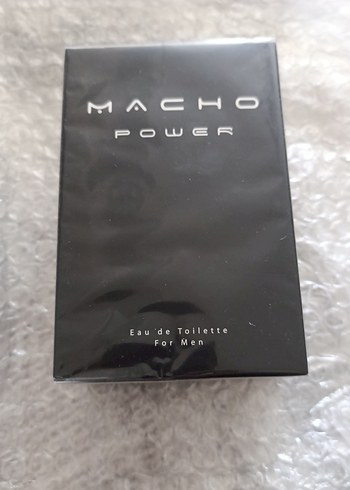 MACHO
POWER
Eau de Toilette
For Men